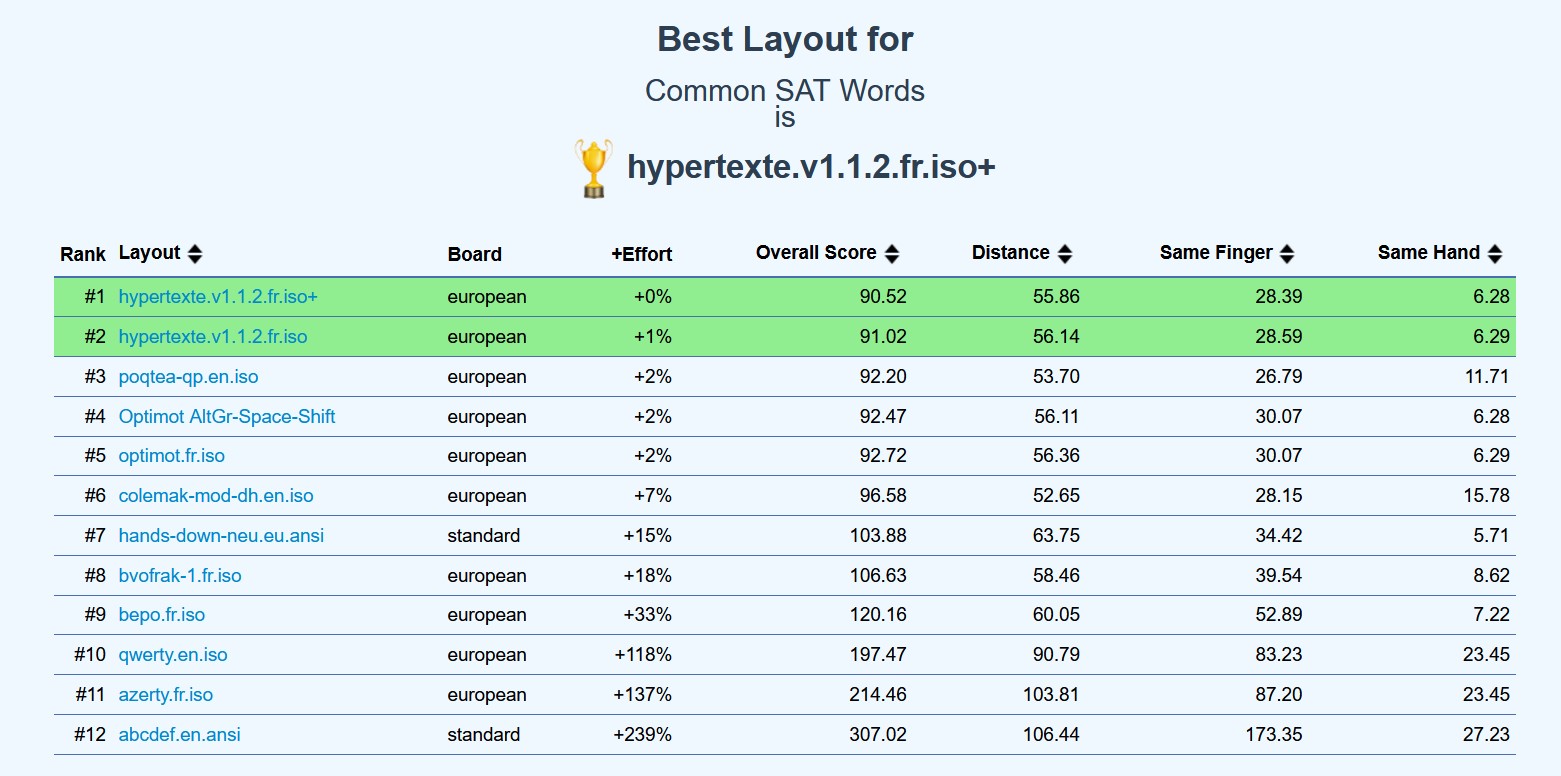 Best Layout for
Common SAT Words
is
hypertexte.v1.1.2.fr.iso+
Rank Layout Board +Effort Overall Score Distance Same Finger Same Hand
#1 hypertexte.v1.1.2.fr.iso+ european +0% 90.52 55.86 28.39 6.28
#2 hypertexte.v1.1.2.fr.iso european +1% 91.02 56.14 28.59 6.29
#3 poqtea-qp.en.iso european +2% 92.20 53.70 26.79 11.71
#4 Optimot AltGr-Space-Shift european +2% 92.47 56.11 30.07 6.28
#5 optimot.fr.iso european +2% 92.72 56.36 30.07 6.29
#6 colemak-mod-dh.en.iso european +7% 96.58 52.65 28.15 15.78
#7 hands-down-neu.eu.ansi standard +15% 103.88 63.75 34.42 5.71
#8 bvofrak-1.fr.iso european +18% 106.63 58.46 39.54 8.62
#9 bepo.fr.iso european +33% 120.16 60.05 52.89 7.22
#10 qwerty.en.iso european +118% 197.47 90.79 83.23 23.45
#11 azerty.fr.iso european +137% 214.46 103.81 87.20 23.45
#12 abcdef.en.ansi standard +239% 307.02 106.44 173.35 27.23